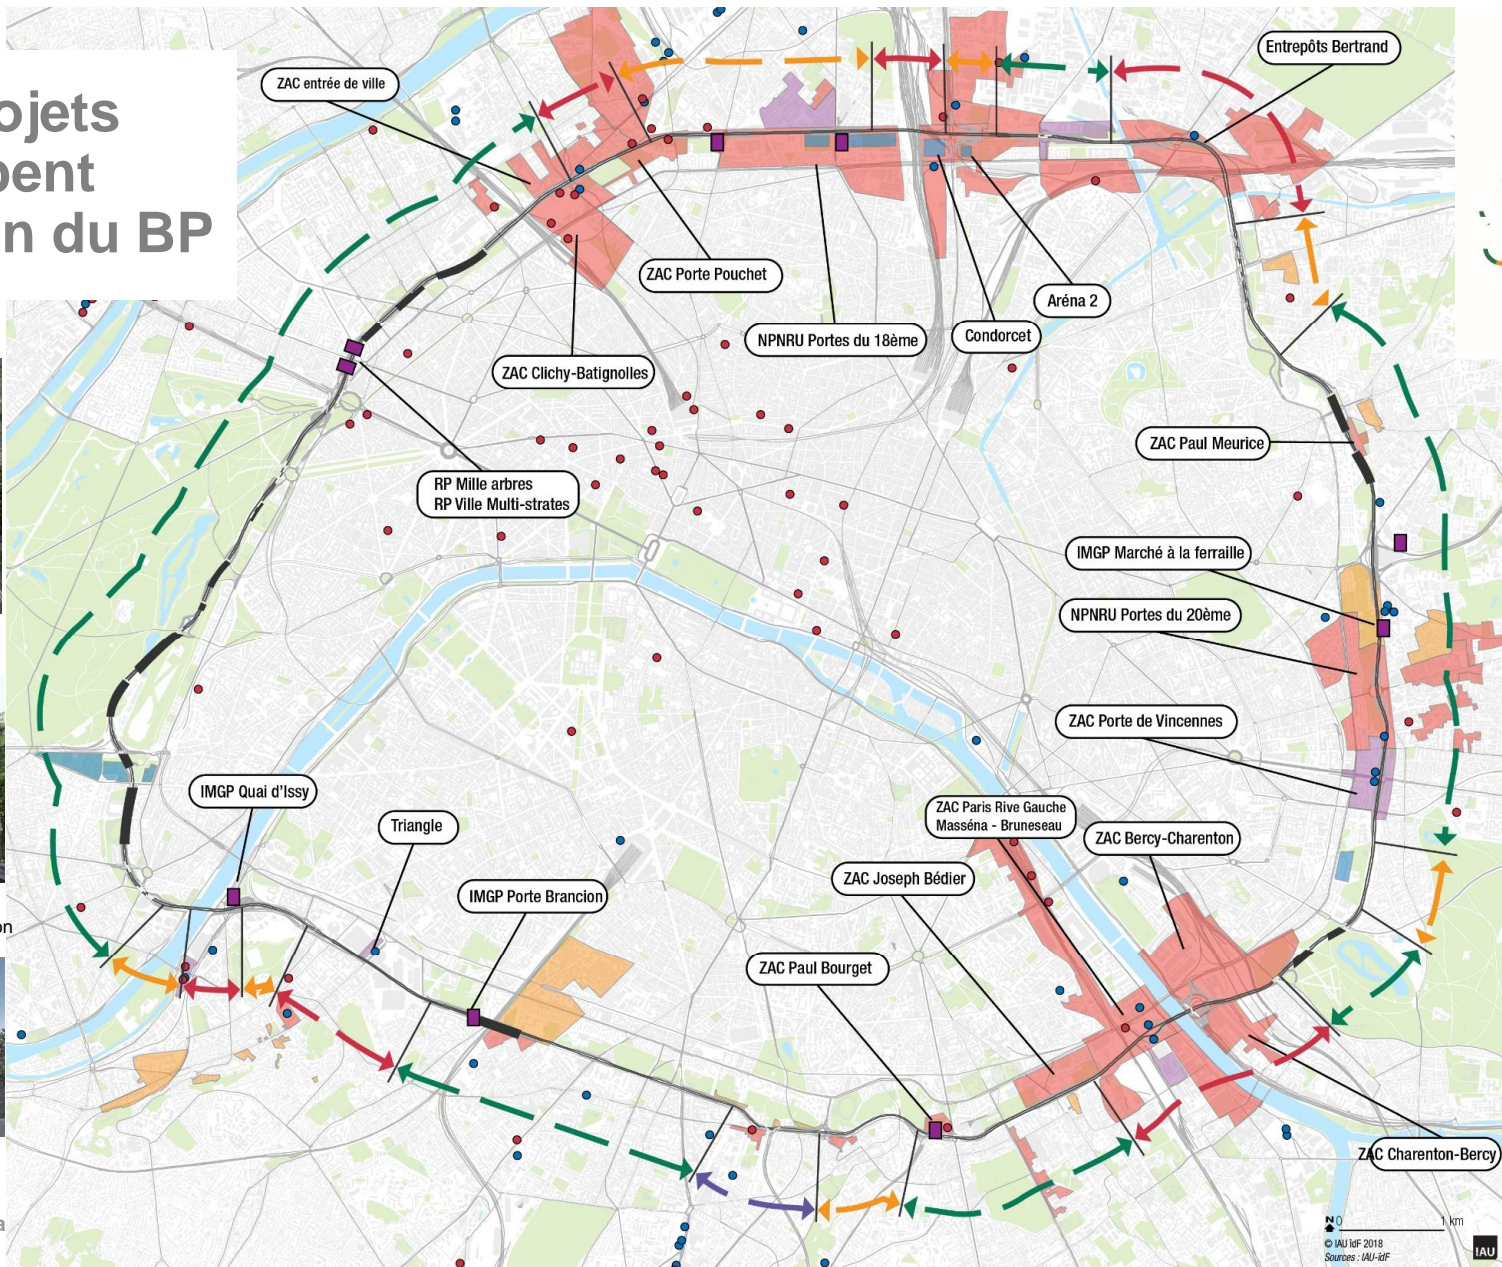 ojets
pent
n du BP
ZAC entrée de ville
Entrepôts Bertrand
ZAC Porte Pouchet
Aréna 2
NPNRU Portes du 18ème
Condorcet
ZAC Clichy-Batignolles
ZAC Paul Meurice
RP Mille arbres
RP Ville Multi-strates
IMGP Marché à la ferraille
NPNRU Portes du 20ème
ZAC Porte de Vincennes
IMGP Quai d'Issy
Triangle
ZAC Paris Rive Gauche
Masséna - Bruneseau
ZAC Bercy-Charenton
ZAC Joseph Bédier
IMGP Porte Brancion
on
ZAC Paul Bourget
ZAC Charenton-Bercy
a
N 0 1 km
© IAU îdF 2018
Sources : IAU-îdF
IAU